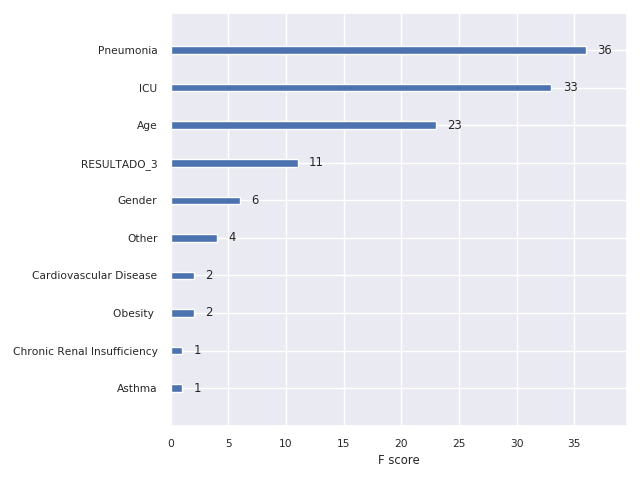 Pneumonia 36
ICU 33
Age 23
RESULTADO_3 11
Gender 6
Other 4
Cardiovascular Disease 2
Obesity 2
Chronic Renal Insufficiency 1
Asthma 1
0 5 10 15 20 25 30 35
F score